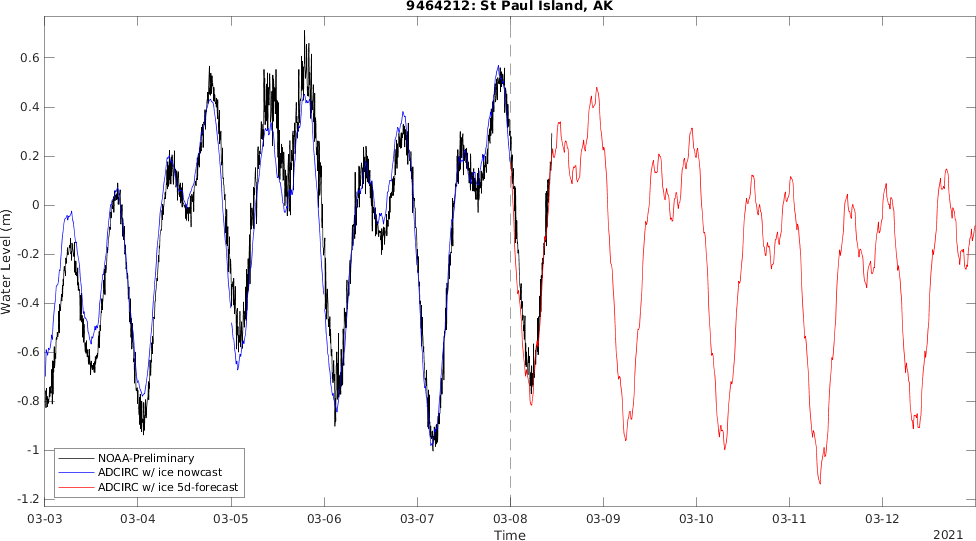 9464212: St Paul Island, AK
Water Level (m)
0.6
0.4
0.2
0
-0.2
-0.4
-0.6
-0.8
-1
-1.2
NOAA-Preliminary
ADCIRC w/ ice nowcast
ADCIRC w/ ice 5d-forecast
03-03 03-04 03-05 03-06 03-07 03-08 03-09 03-10 03-11 03-12
Time
2021